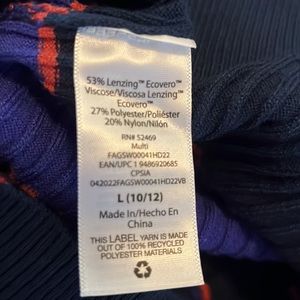 53% Lenzing™ Ecovero™
Viscose/Viscosa Lenzing™
Ecovero™
27% Polyester/Poliéster
20% Nylon/Nilón
RN# 52469
Multi
FAGSW00041HD22
EAN/UPC 1 9486920685
CPSIA
042022FAGSW00041HD22VB
L (10/12)
Made In/Hecho En
China
THIS LABEL YARN IS MADE
OUT OF 100% RECYCLED
POLYESTER MATERIALS